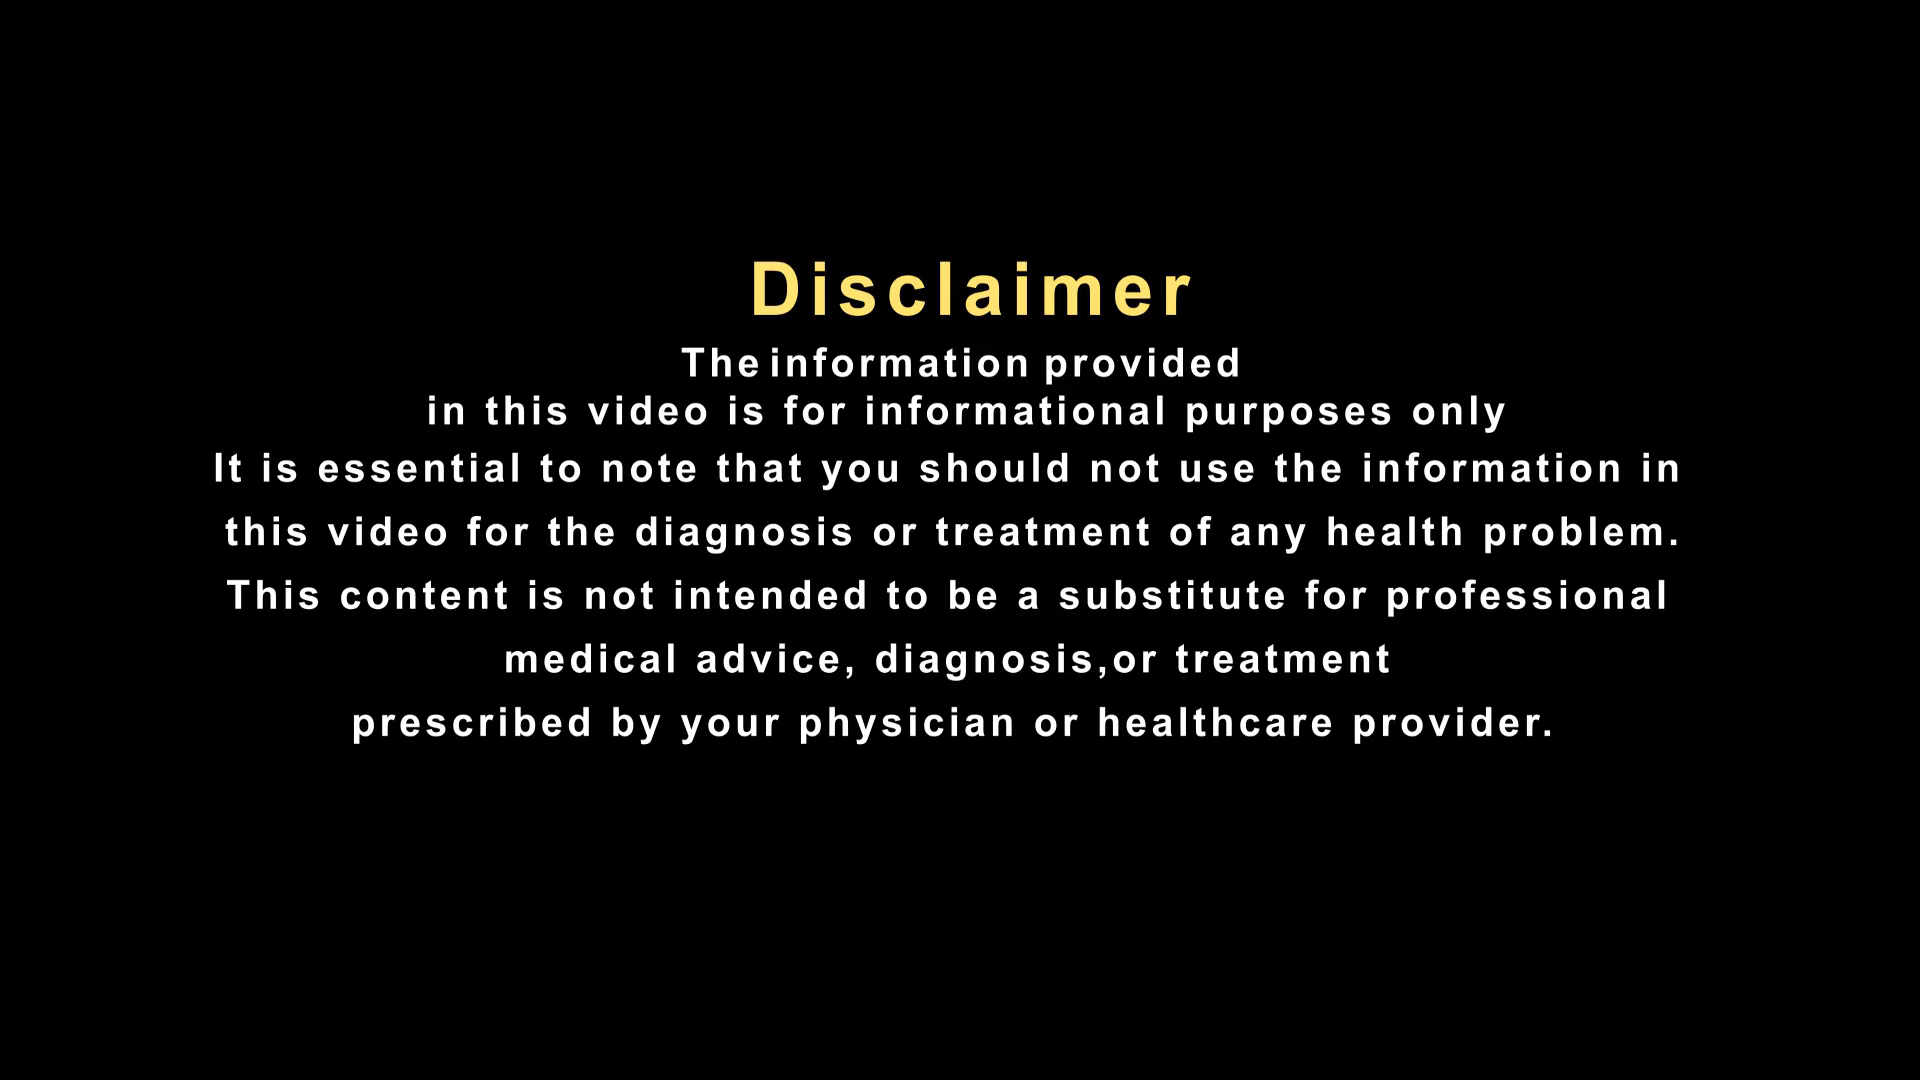 Disclaimer
The information provided
in this video is for informational purposes only
It is essential to note that you should not use the information in
this video for the diagnosis or treatment of any health problem.
This content is not intended to be a substitute for professional
medical advice, diagnosis,or treatment
prescribed by your physician or healthcare provider.